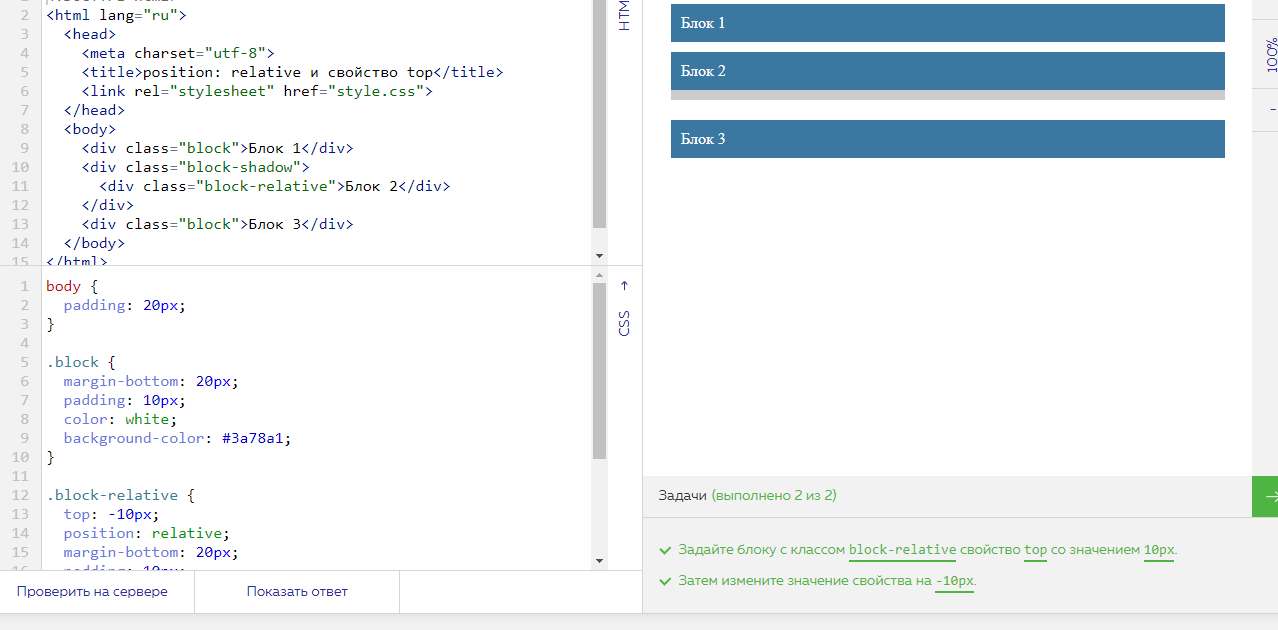 2 <html lang="ru">
3 <head>
4 <meta charset="utf-8">
5 <title>position: relative и свойство top</title>
6 <link rel="stylesheet" href="style.css">
7 </head>
8 <body>
9 <div class="block">Блок 1</div>
10 <div class="block-shadow">
11 <div class="block-relative">Блок 2</div>
12 </div>
13 <div class="block">Блок 3</div>
14 </body>
15 </html>
HTM
1 body {
2 padding: 20px;
3 }
4
5 .block {
6 margin-bottom: 20px;
7 padding: 10px;
8 color: white;
9 background-color: #3a78a1;
10 }
11
12 .block-relative {
13 top: -10px;
14 position: relative;
15 margin-bottom: 20px;
↑
CSS
Проверить на сервере
Показать ответ
Блок 1
Блок 2
Блок 3
100%
-
Задачи (выполнено 2 из 2)
→
Задайте блоку с классом block-relative свойство top со значением 10px.
Затем измените значение свойства на -10px.